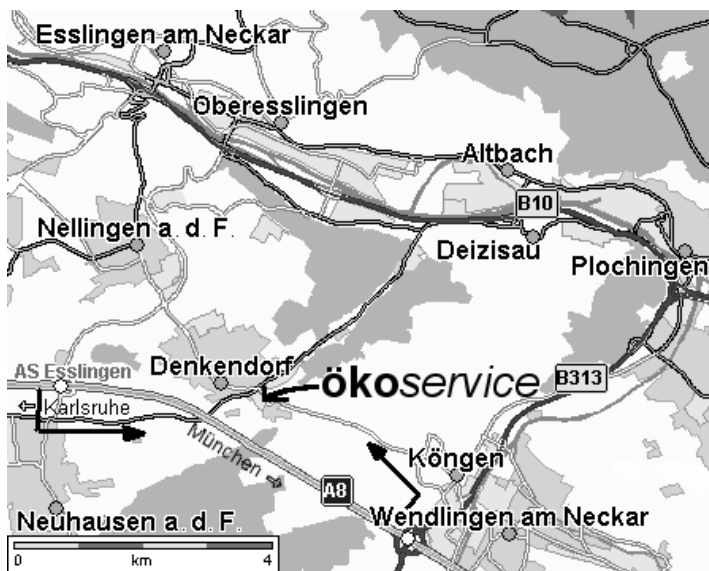 Esslingen am Neckar
Oberesslingen
Altbach
B10
Nellingen a. d. F.
Deizisau
Plochingen
AS Esslingen
Denkendorf
ökoservice
B313
Karlsruhe
München
Köngen
A8
Neuhausen a. d. F.
Wendlingen am Neckar
0 km 4